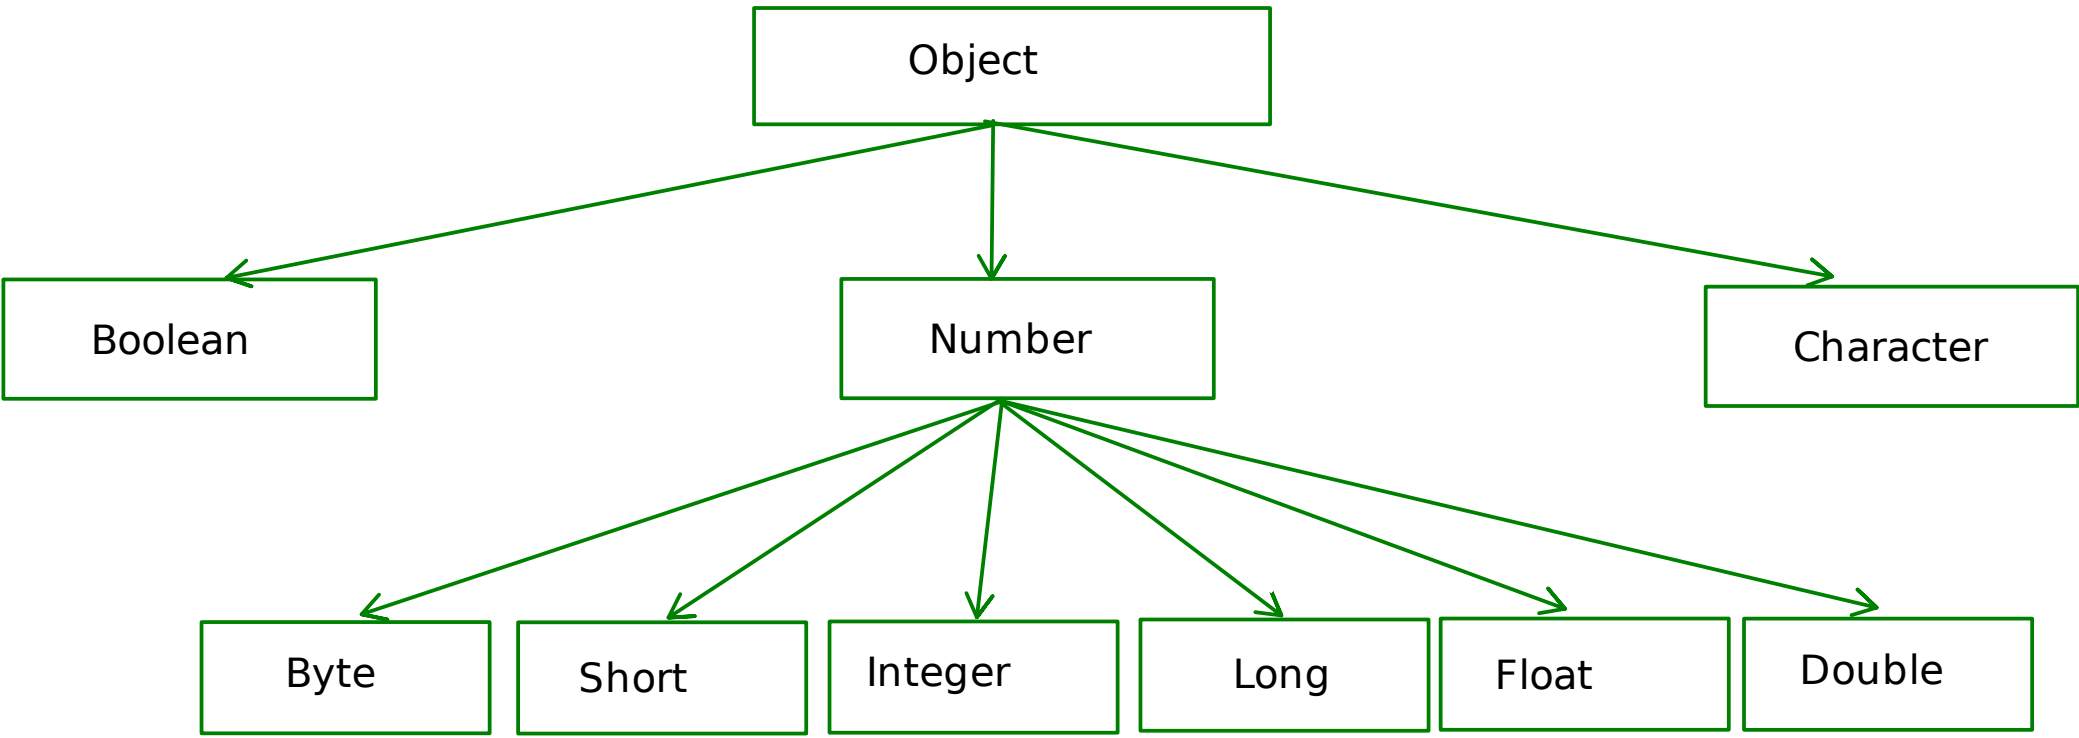 Object
Boolean
Number
Character
Byte
Short
Integer
Long
Float
Double